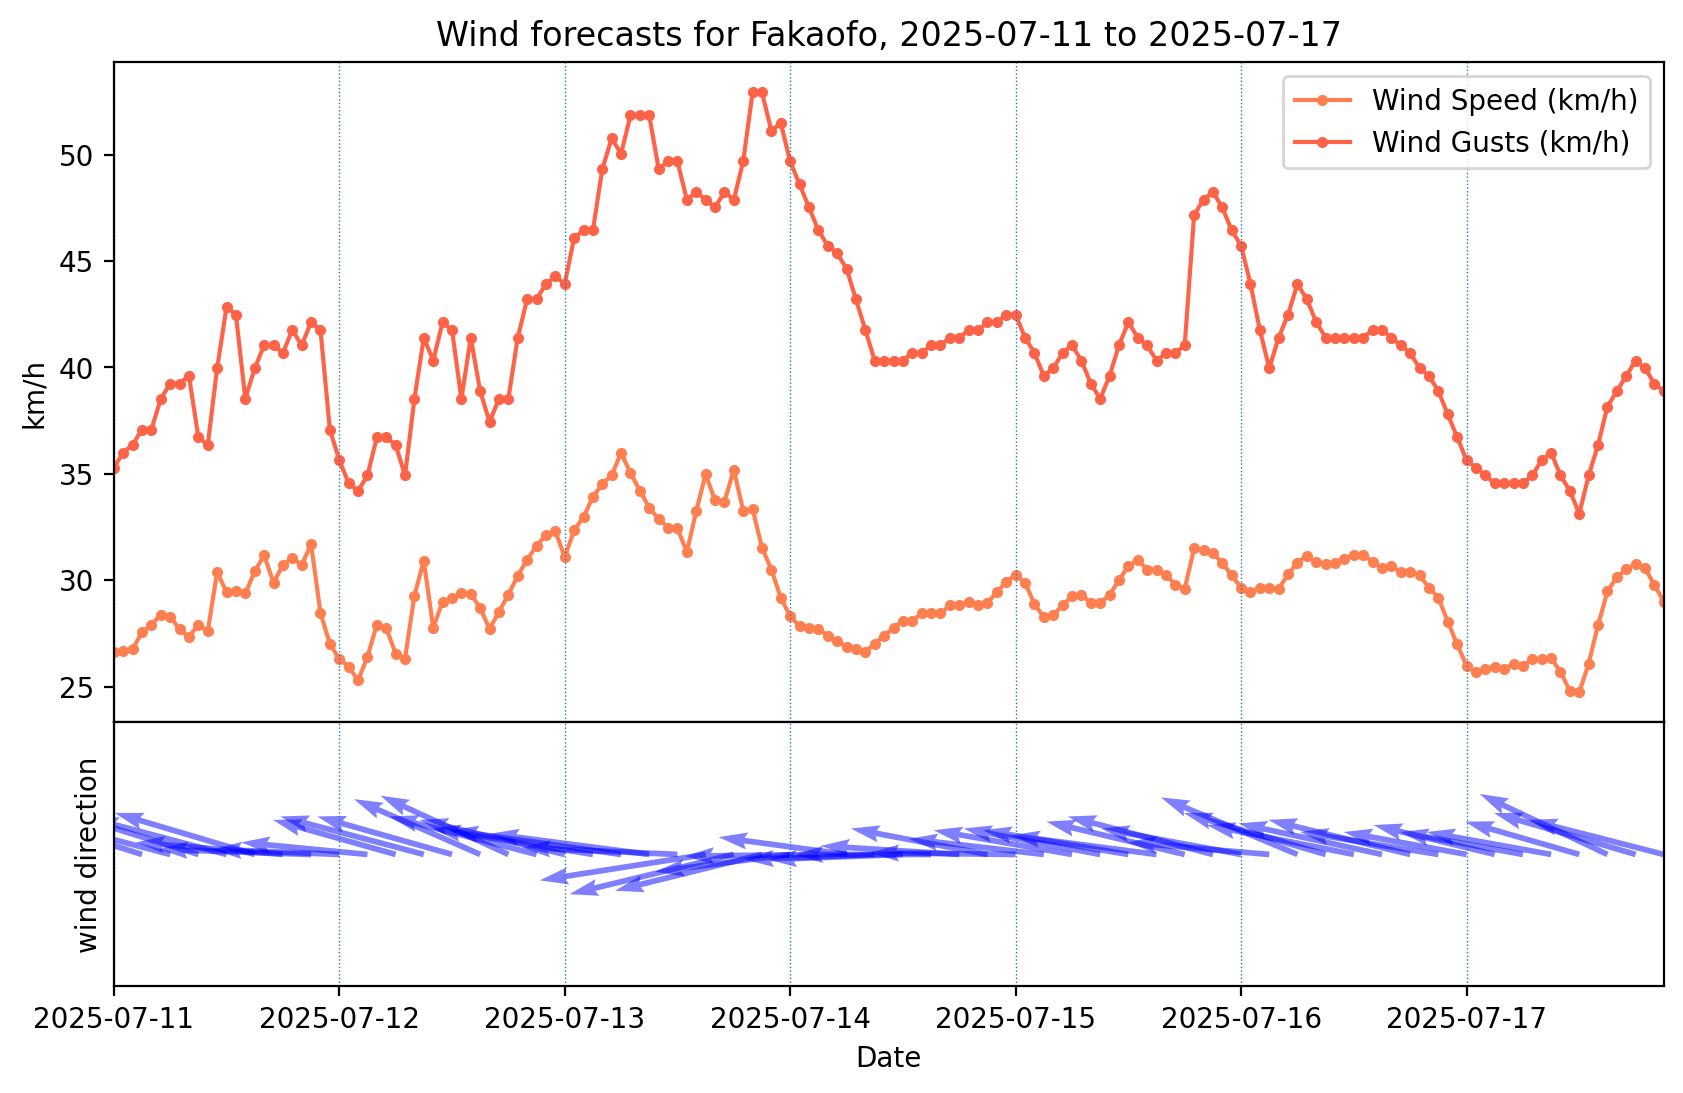 Wind forecasts for Fakaofo, 2025-07-11 to 2025-07-17
Wind Speed (km/h)
Wind Gusts (km/h)
50
45
40
35
30
25
km/h
wind direction
2025-07-11
2025-07-12
2025-07-13
2025-07-14
2025-07-15
2025-07-16
2025-07-17
Date